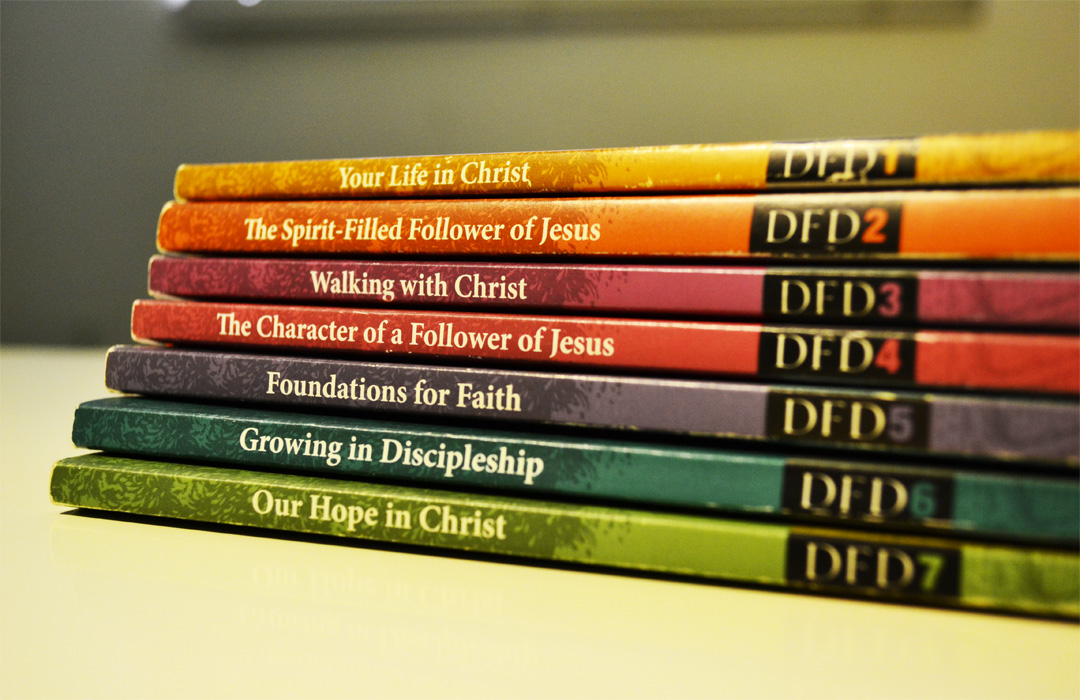 Your Life in Christ DFD1
The Spirit-Filled Follower of Jesus DFD2
Walking with Christ DFD3
The Character of a Follower of Jesus DFD4
Foundations for Faith DFD5
Growing in Discipleship DFD6
Our Hope in Christ DFD7